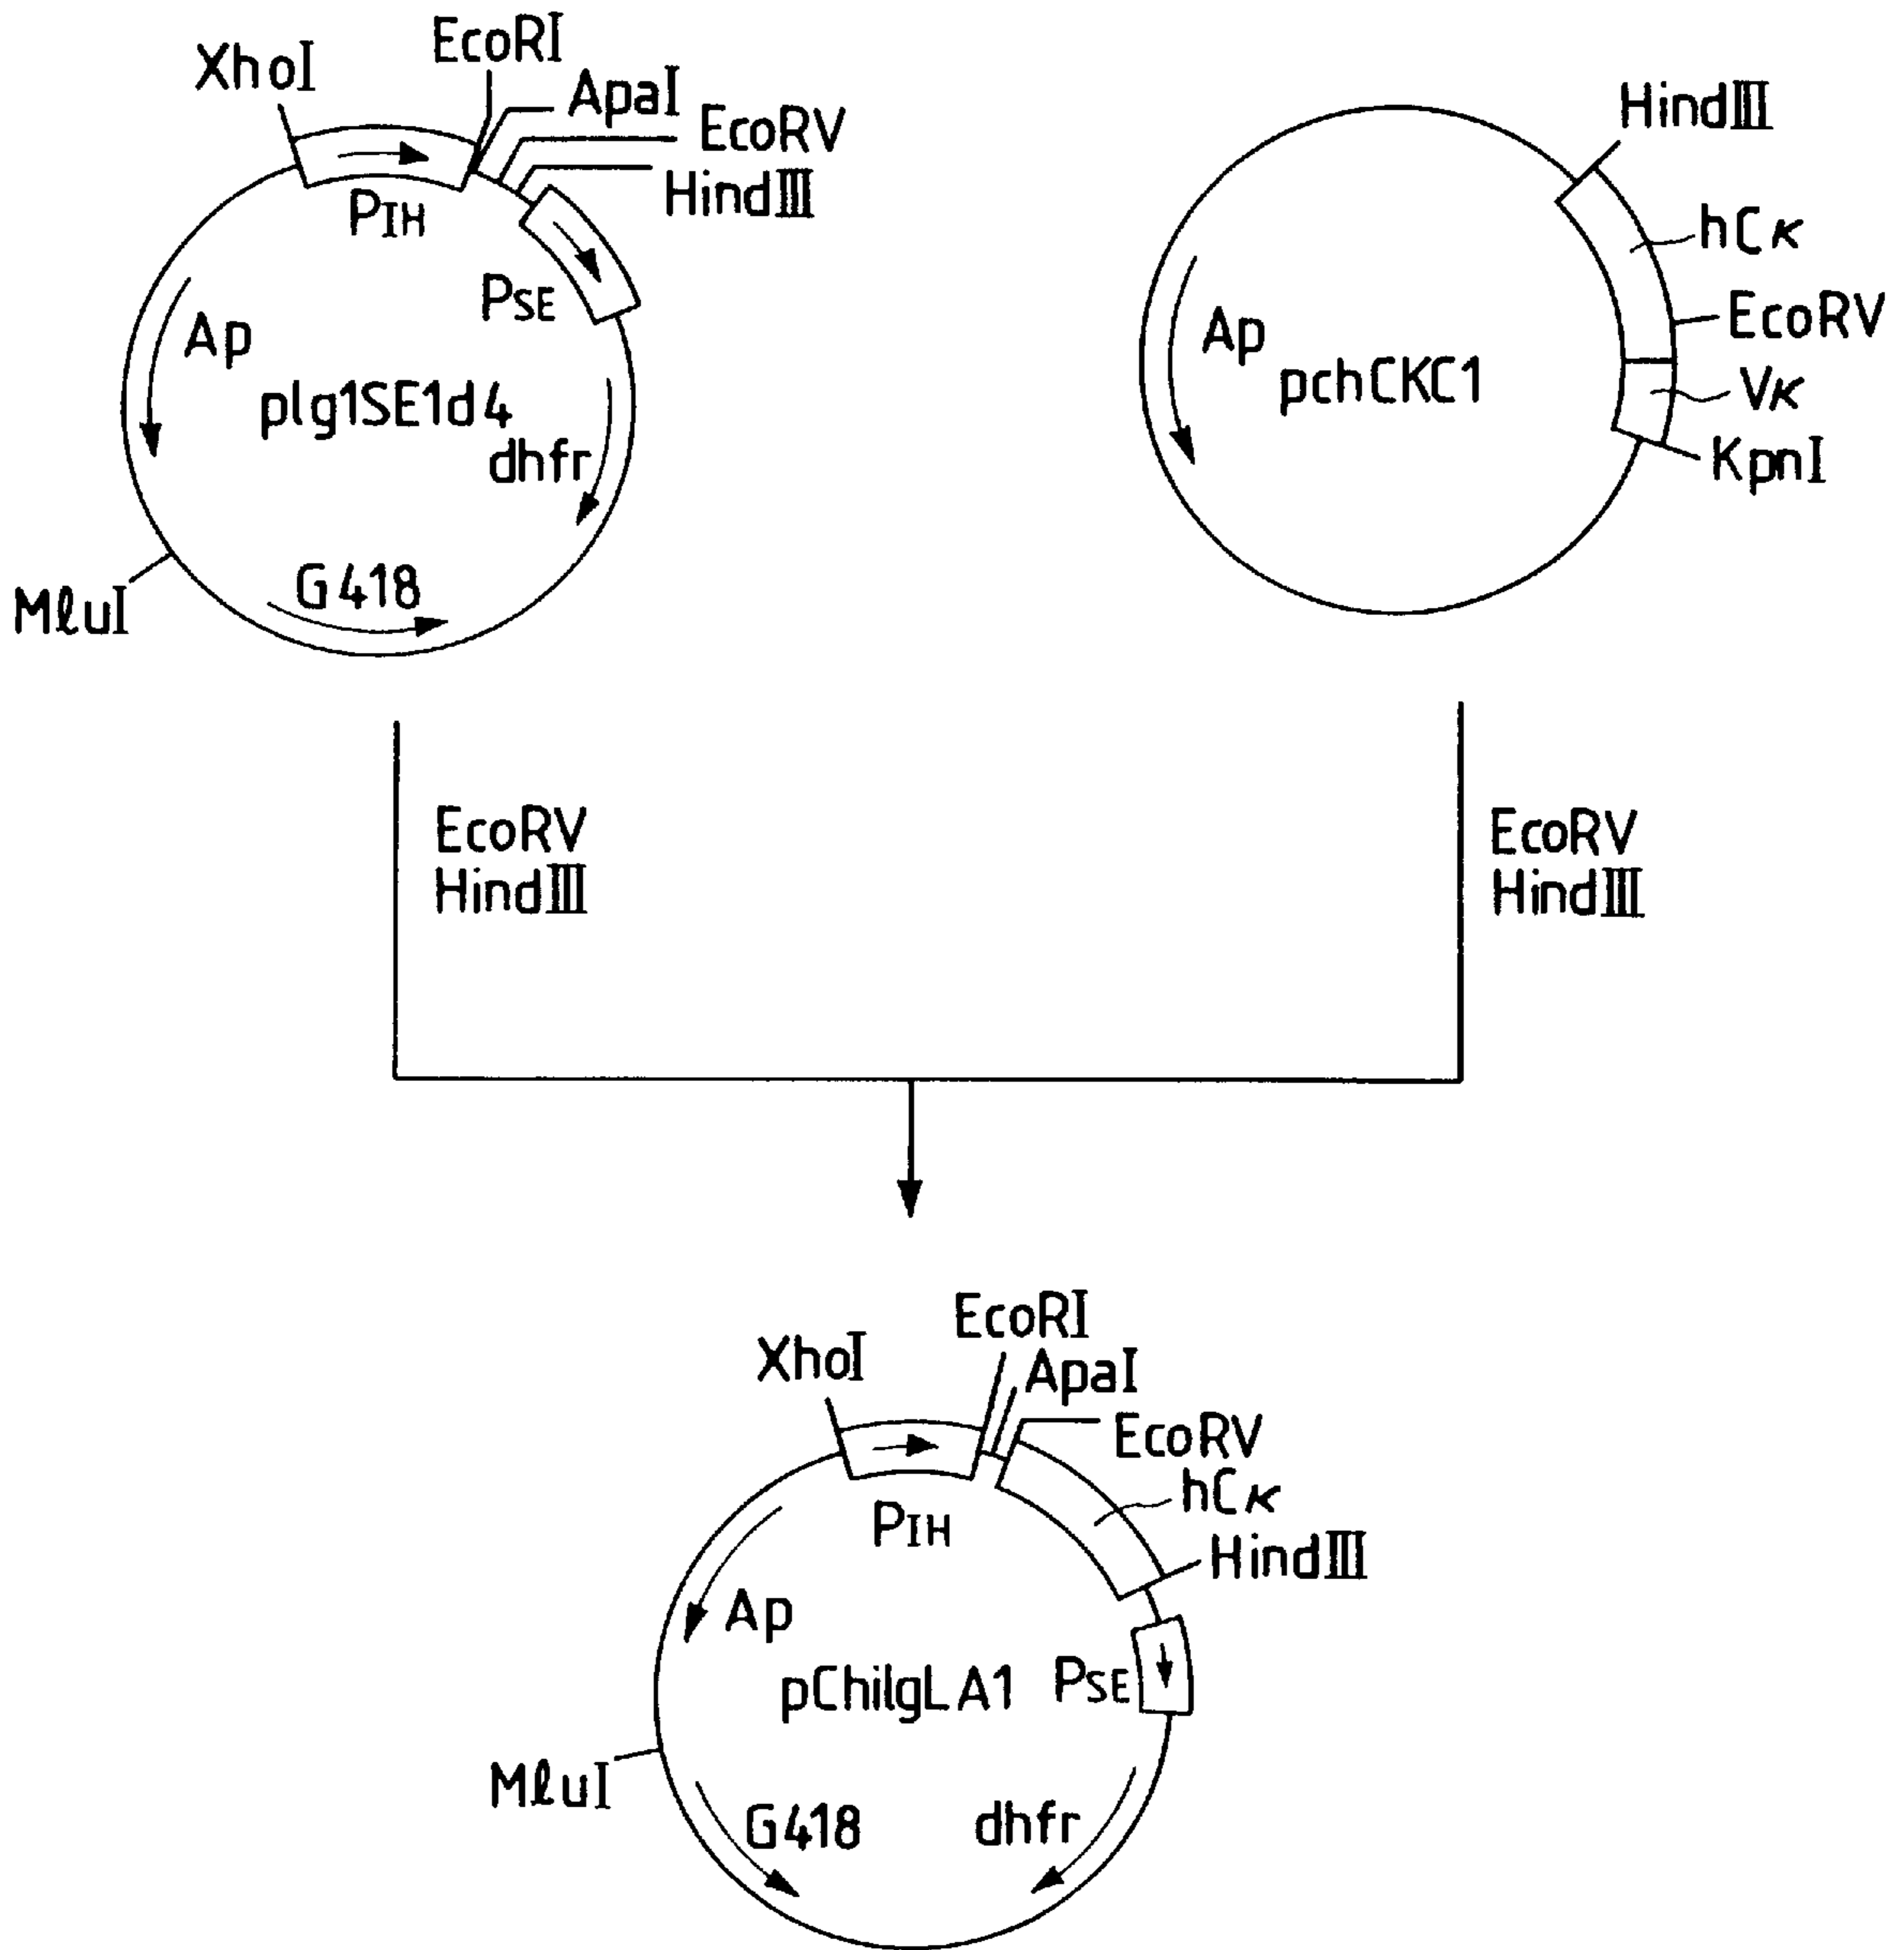 XhoI
EcoRI
ApaI
EcoRV
HindIII
PIH
PSE
Ap
pIg1SE1d4
dhfr
G418
MluI
HindIII
hCκ
EcoRV
Vκ
KpnI
Ap
pchCKC1
EcoRV
HindIII
EcoRV
HindIII
XhoI
EcoRI
ApaI
EcoRV
hCκ
HindIII
PIH
Ap
pChiIgLA1
PSE
MluI
G418
dhfr